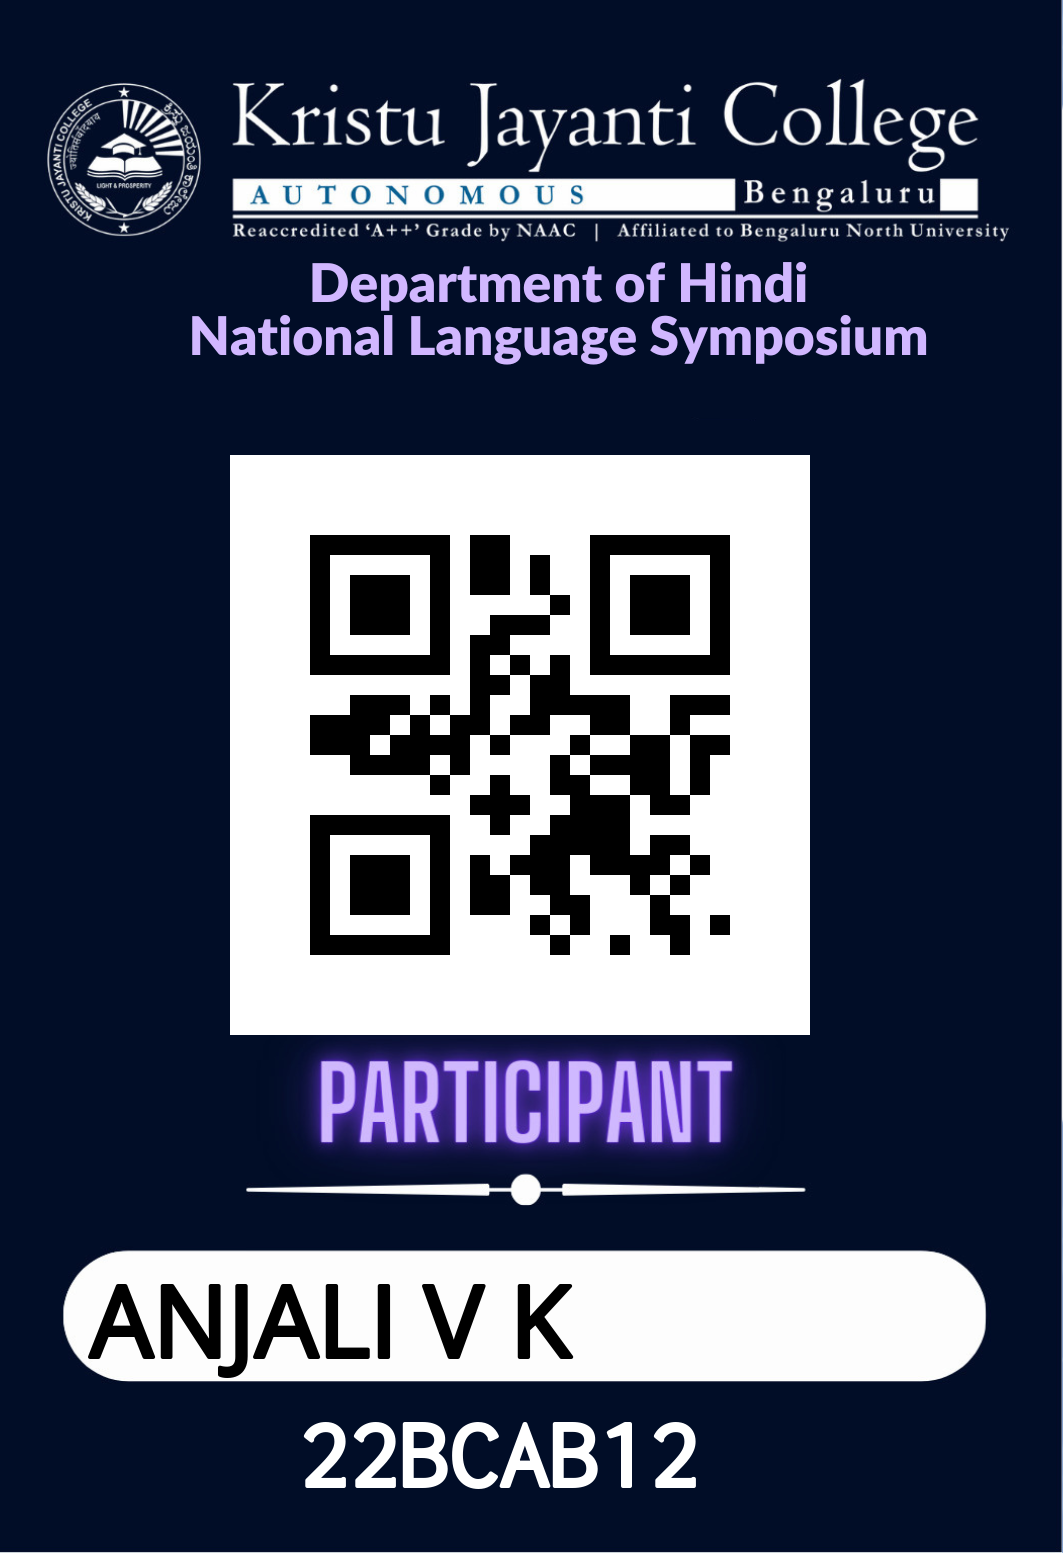 KRISTU JAYANTI COLLEGE
ज्योतिर्समृद्धियाय
LIGHT & PROSPERITY
Kristu Jayanti College
AUTONOMOUS Bengaluru
Reaccredited ‘A++’ Grade by NAAC | Affiliated to Bengaluru North University
Department of Hindi
National Language Symposium
PARTICIPANT
ANJALI V K
22BCAB12